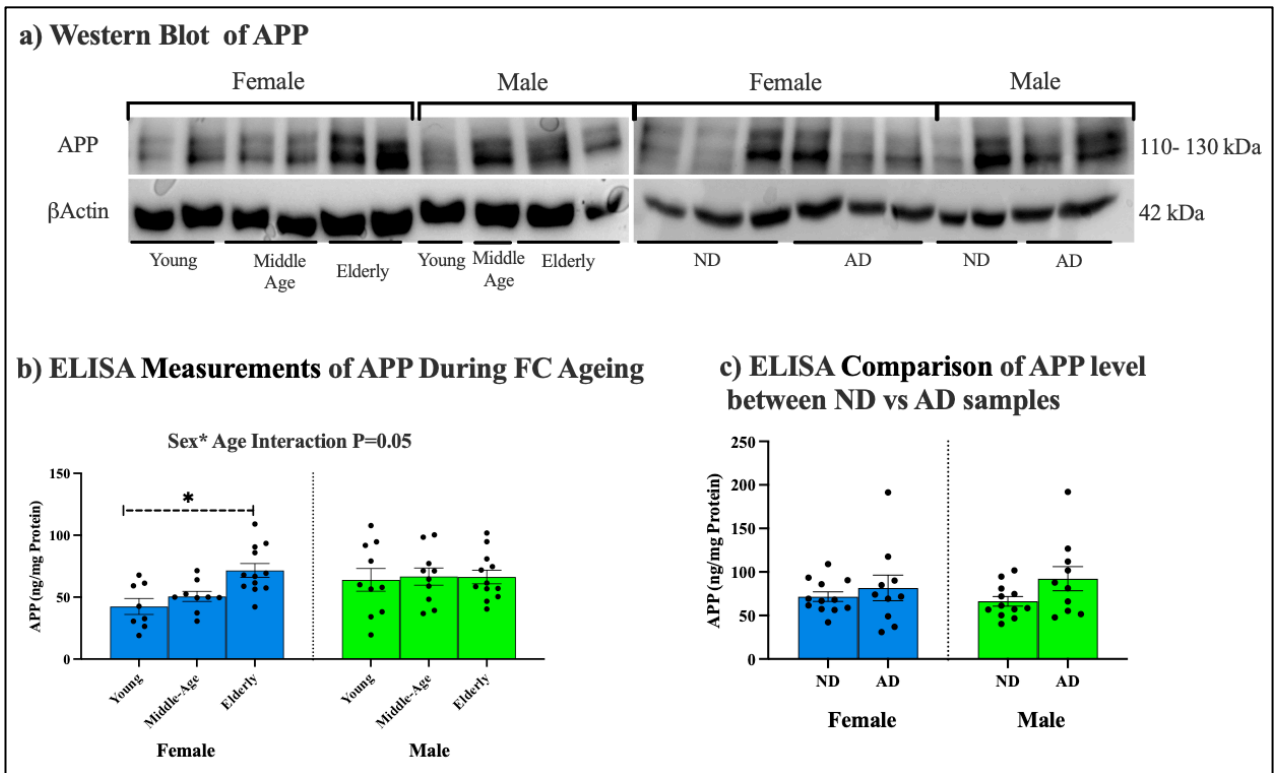 a) Western Blot of APP
Female Male Female Male
APP
110- 130 kDa
βActin
42 kDa
Young Middle Age Elderly Young Middle Age Elderly ND AD ND AD
b) ELISA Measurements of APP During FC Ageing
Sex* Age Interaction P=0.05
150
100
50
0
APP (ng/mg Protein)
*
Young Middle-Age Elderly Young Middle-Age Elderly
Female Male
c) ELISA Comparison of APP level
between ND vs AD samples
250
200
150
100
50
0
APP (ng/mg Protein)
ND AD ND AD
Female Male